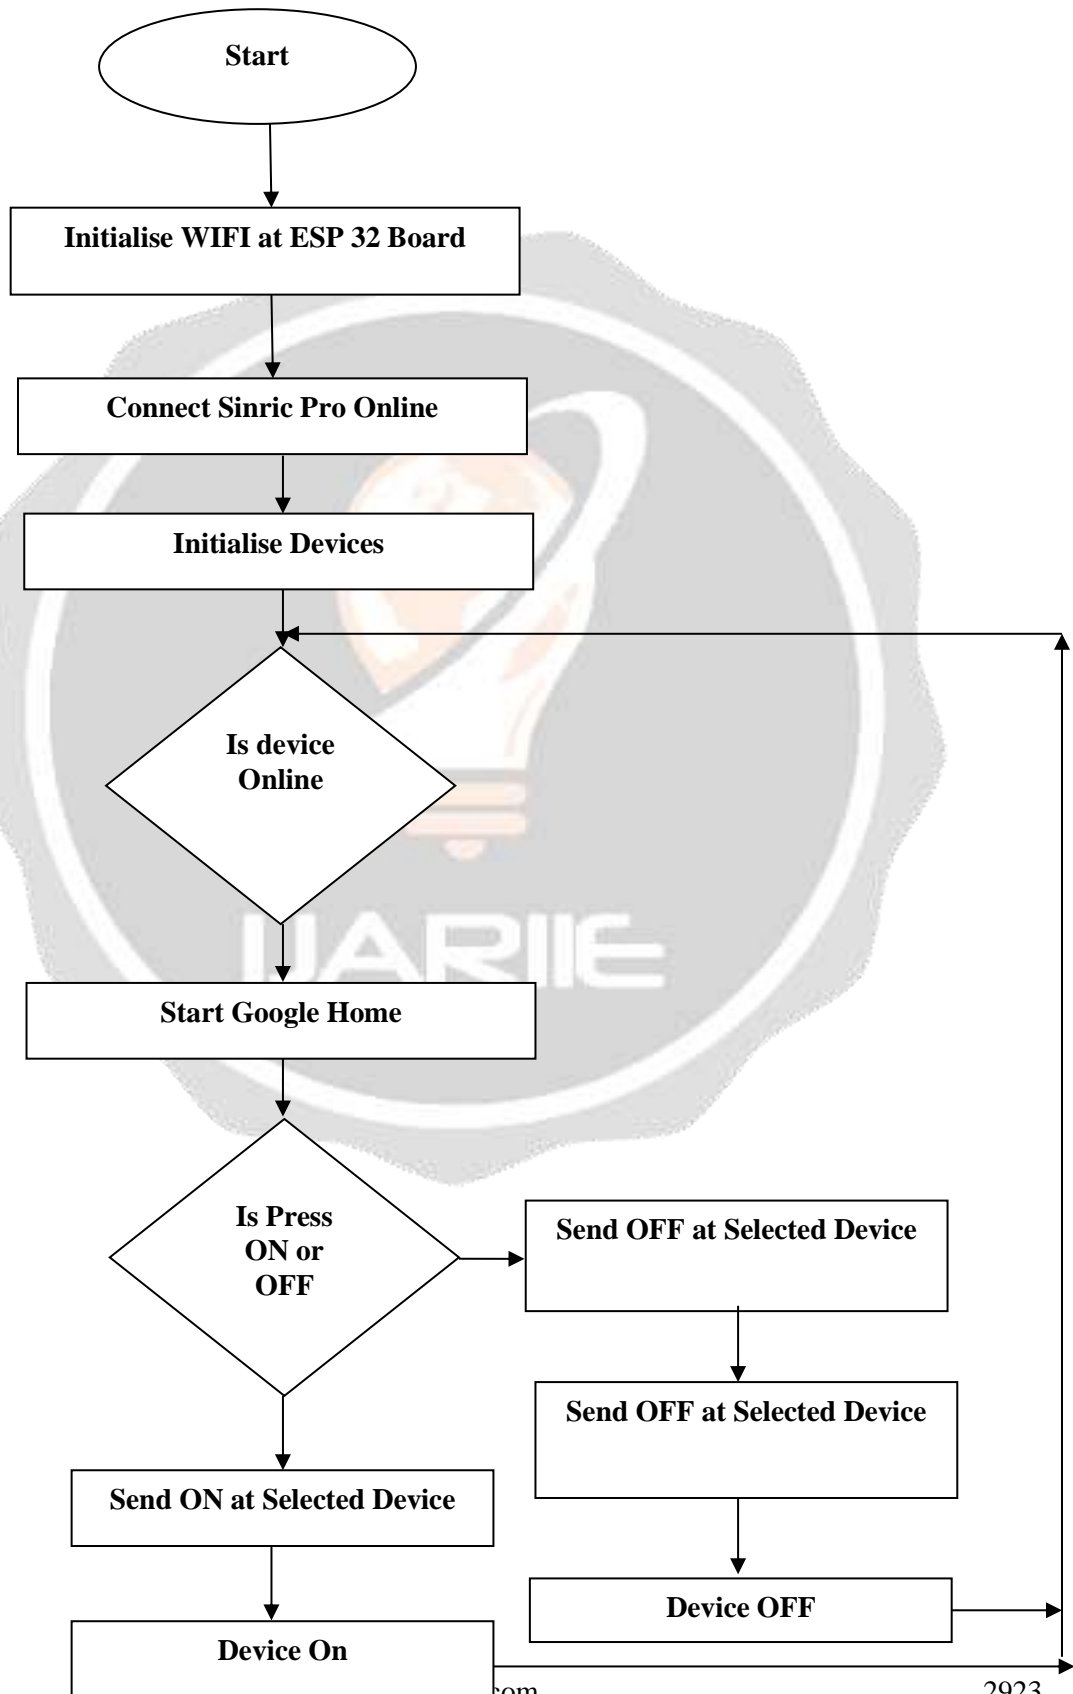 Start
Initialise WIFI at ESP 32 Board
Connect Sinric Pro Online
Initialise Devices
Is device
Online
IJARIIE
Start Google Home
Is Press
ON or
OFF
Send OFF at Selected Device
Send OFF at Selected Device
Send ON at Selected Device
Device OFF
Device On
com
2923